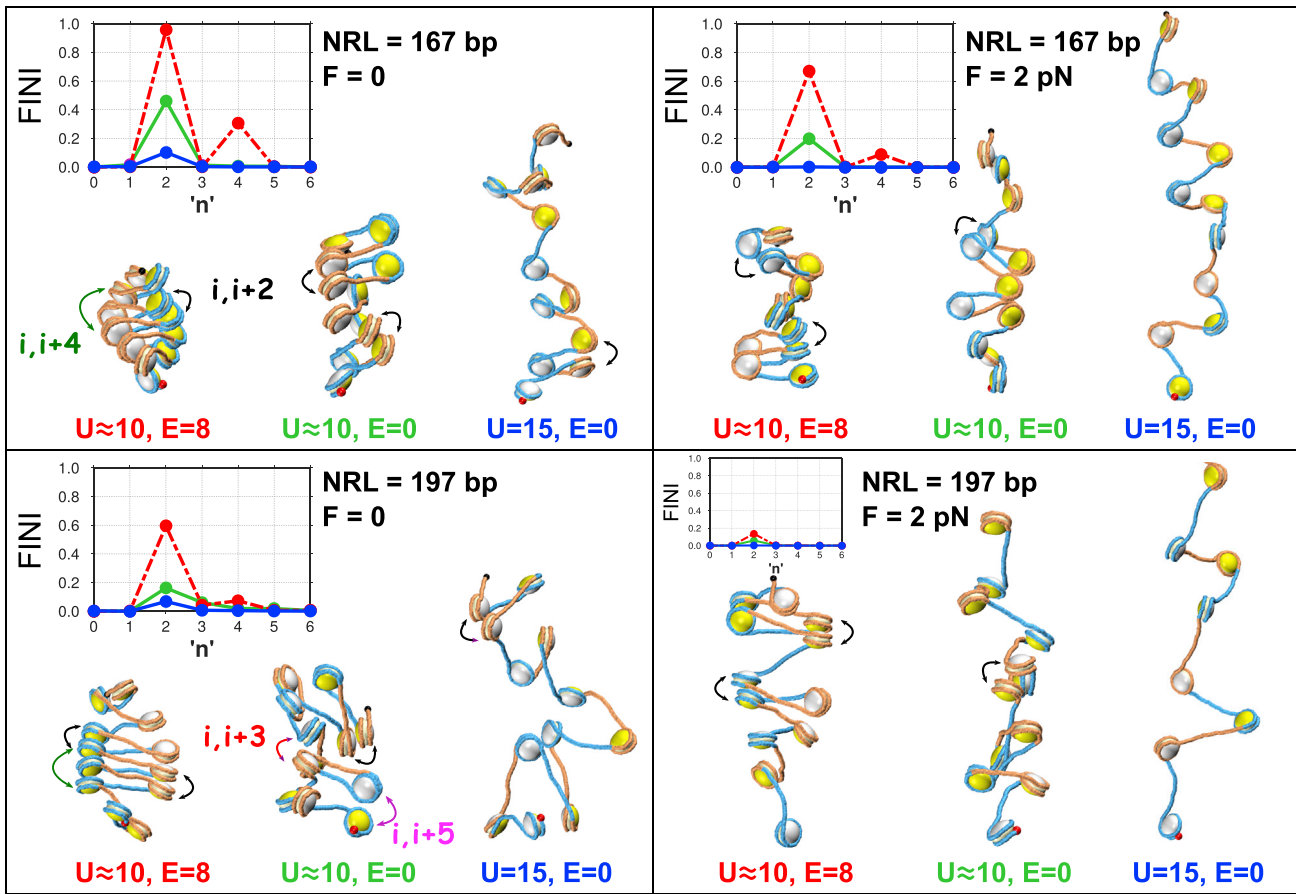 NRL = 167 bp
F = 0
FINI
1.0
0.8
0.6
0.4
0.2
0.0
0 1 2 3 4 5 6
'n'
i,i+4
i,i+2
U≈10, E=8
U≈10, E=0
U=15, E=0
NRL = 167 bp
F = 2 pN
FINI
1.0
0.8
0.6
0.4
0.2
0.0
0 1 2 3 4 5 6
'n'
U≈10, E=8
U≈10, E=0
U=15, E=0
NRL = 197 bp
F = 0
FINI
1.0
0.8
0.6
0.4
0.2
0.0
0 1 2 3 4 5 6
'n'
i,i+3
i,i+5
U≈10, E=8
U≈10, E=0
U=15, E=0
NRL = 197 bp
F = 2 pN
FINI
1.0
0.8
0.6
0.4
0.2
0.0
0 1 2 3 4 5 6
'n'
U≈10, E=8
U≈10, E=0
U=15, E=0